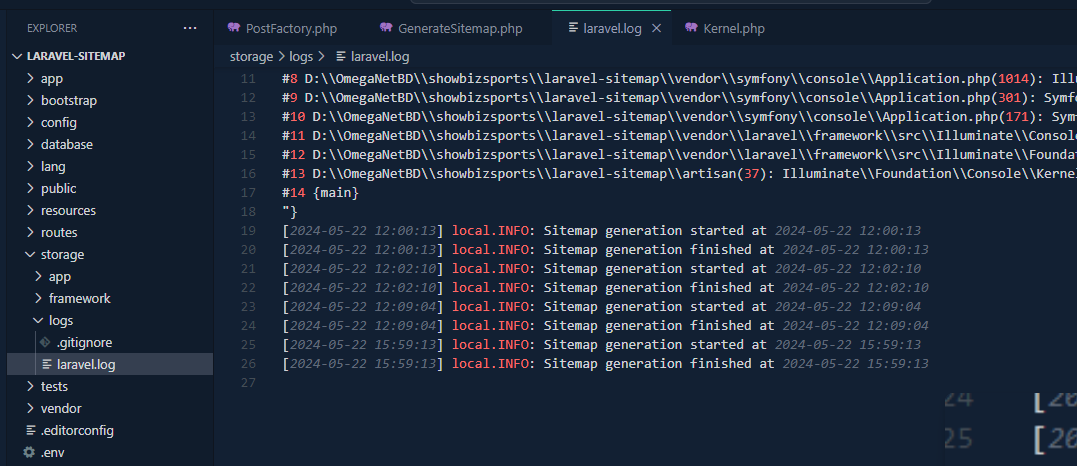 EXPLORER
...
LARAVEL-SITEMAP
app
bootstrap
config
database
lang
public
resources
routes
storage
app
framework
logs
.gitignore
laravel.log
tests
vendor
.editorconfig
.env
PostFactory.php
GenerateSitemap.php
laravel.log
Kernel.php
storage > logs > laravel.log
11 #8 D:\\OmegaNetBD\\showbizsports\\laravel-sitemap\\vendor\\symfony\\console\\Application.php(1014): Illu
12 #9 D:\\OmegaNetBD\\showbizsports\\laravel-sitemap\\vendor\\symfony\\console\\Application.php(301): Symfo
13 #10 D:\\OmegaNetBD\\showbizsports\\laravel-sitemap\\vendor\\symfony\\console\\Application.php(171): Sym
14 #11 D:\\OmegaNetBD\\showbizsports\\laravel-sitemap\\vendor\\laravel\\framework\\src\\Illuminate\\Conso
15 #12 D:\\OmegaNetBD\\showbizsports\\laravel-sitemap\\vendor\\laravel\\framework\\src\\Illuminate\\Founda
16 #13 D:\\OmegaNetBD\\showbizsports\\laravel-sitemap\\artisan(37): Illuminate\\Foundation\\Console\\Kerne
17 #14 {main}
18 "}
19 [2024-05-22 12:00:13] local.INFO: Sitemap generation started at 2024-05-22 12:00:13
20 [2024-05-22 12:00:13] local.INFO: Sitemap generation finished at 2024-05-22 12:00:13
21 [2024-05-22 12:02:10] local.INFO: Sitemap generation started at 2024-05-22 12:02:10
22 [2024-05-22 12:02:10] local.INFO: Sitemap generation finished at 2024-05-22 12:02:10
23 [2024-05-22 12:09:04] local.INFO: Sitemap generation started at 2024-05-22 12:09:04
24 [2024-05-22 12:09:04] local.INFO: Sitemap generation finished at 2024-05-22 12:09:04
25 [2024-05-22 15:59:13] local.INFO: Sitemap generation started at 2024-05-22 15:59:13
26 [2024-05-22 15:59:13] local.INFO: Sitemap generation finished at 2024-05-22 15:59:13
27
24 [20
25 [20